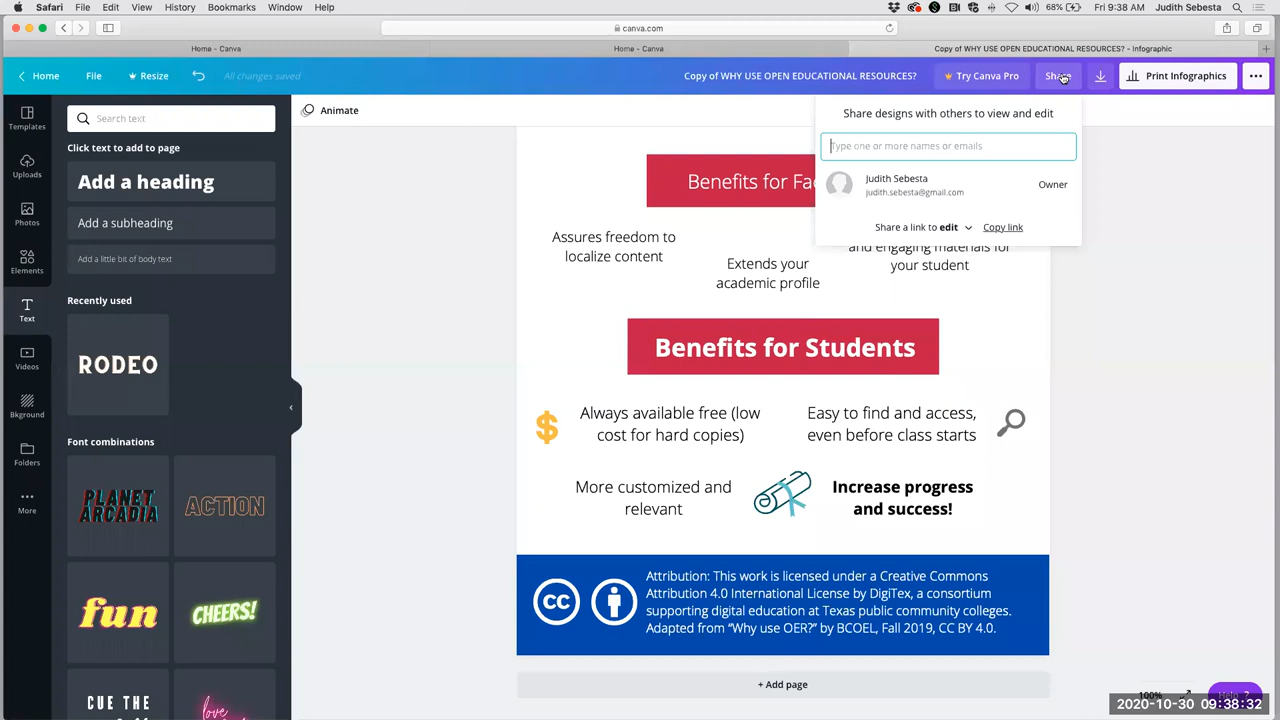 Safari File Edit View History Bookmarks Window Help
68% Fri 9:38 AM Judith Sebesta
canva.com
Home - Canva
Home - Canva
Copy of WHY USE OPEN EDUCATIONAL RESOURCES? - Infographic
Home File Resize All changes saved
Copy of WHY USE OPEN EDUCATIONAL RESOURCES? Try Canva Pro Share Print Infographics
Templates
Uploads
Photos
Elements
Text
Videos
Bkground
Folders
More
Search text
Click text to add to page
Add a heading
Add a subheading
Add a little bit of body text
Recently used
RODEO
Font combinations
PLANET
ARCADIA
ACTION
fun
CHEERS!
CUE THE
love
Animate
Share designs with others to view and edit
Type one or more names or emails
Judith Sebesta
judith.sebesta@gmail.com
Owner
Share a link to edit Copy link
Benefits for Fac
Assures freedom to
localize content
Extends your
academic profile
and engaging materials for
your student
Benefits for Students
$ Always available free (low
cost for hard copies)
Easy to find and access,
even before class starts
More customized and
relevant
Increase progress
and success!
cc
Attribution: This work is licensed under a Creative Commons
Attribution 4.0 International License by DigiTex, a consortium
supporting digital education at Texas public community colleges.
Adapted from “Why use OER?” by BCOEL, Fall 2019, CC BY 4.0.
+ Add page
100% Help ?
2020-10-30 09:38:32